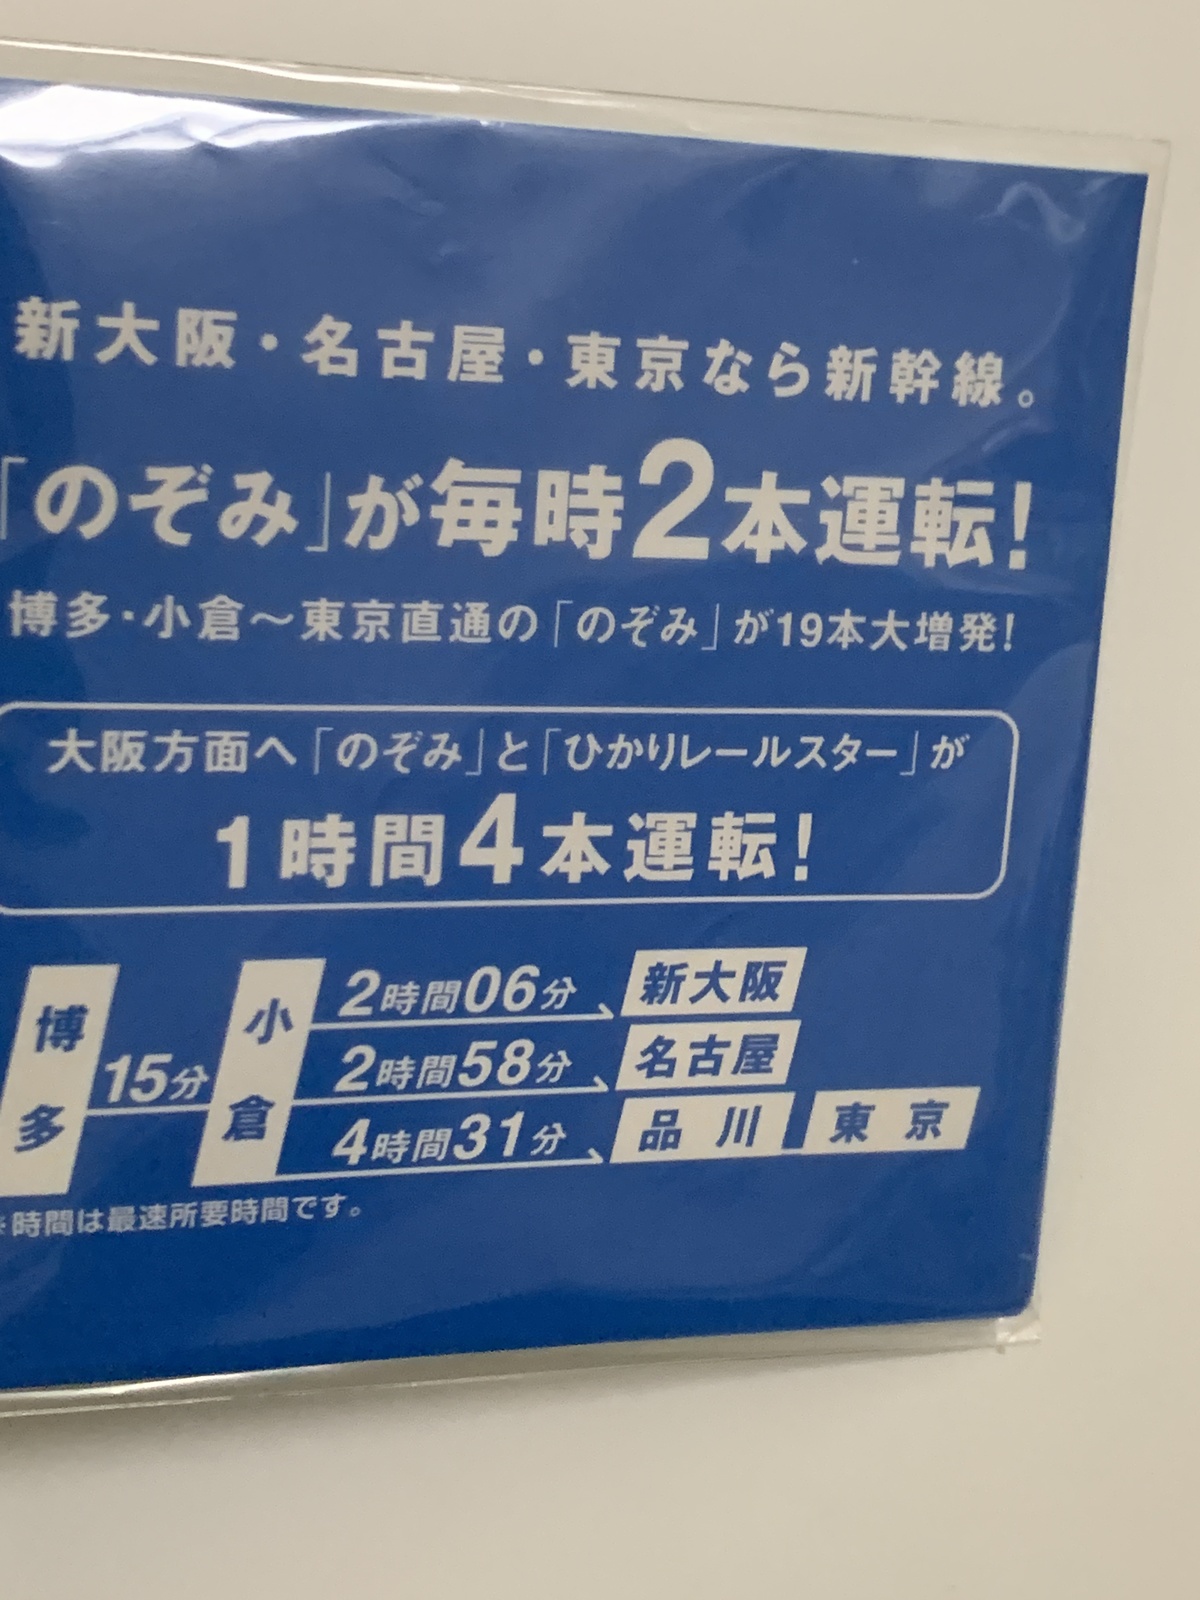 新大阪・名古屋・東京なら新幹線。
「のぞみ」が毎時2本運転!
博多・小倉～東京直通の「のぞみ」が19本大増発!
大阪方面へ「のぞみ」と「ひかりレールスター」が
1時間4本運転!
博多 15分 小倉
2時間06分 新大阪
2時間58分 名古屋
4時間31分 品川 東京
※時間は最速所要時間です。